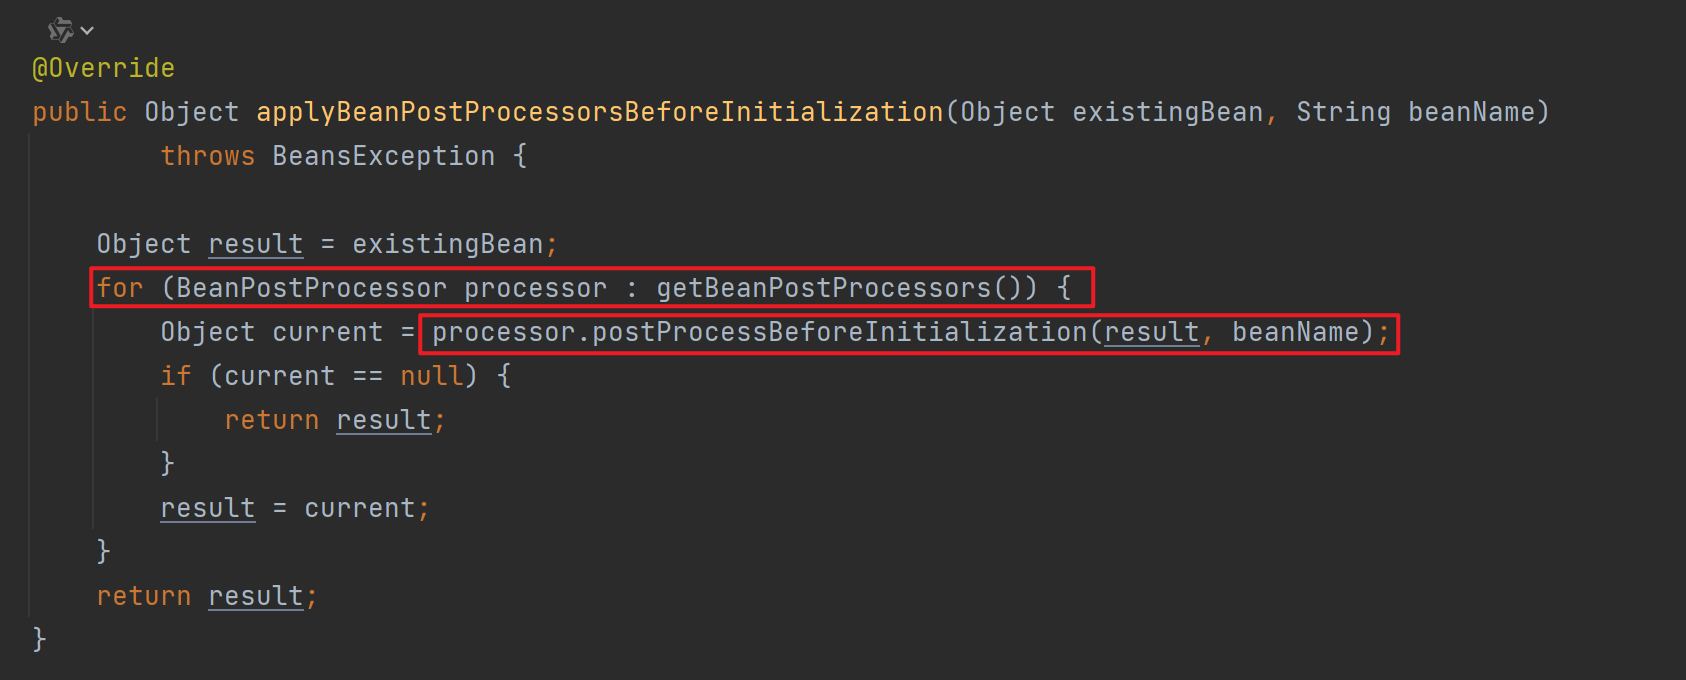 @Override
public Object applyBeanPostProcessorsBeforeInitialization(Object existingBean, String beanName)
        throws BeansException {

    Object result = existingBean;
    for (BeanPostProcessor processor : getBeanPostProcessors()) {
        Object current = processor.postProcessBeforeInitialization(result, beanName);
        if (current == null) {
            return result;
        }
        result = current;
    }
    return result;
}